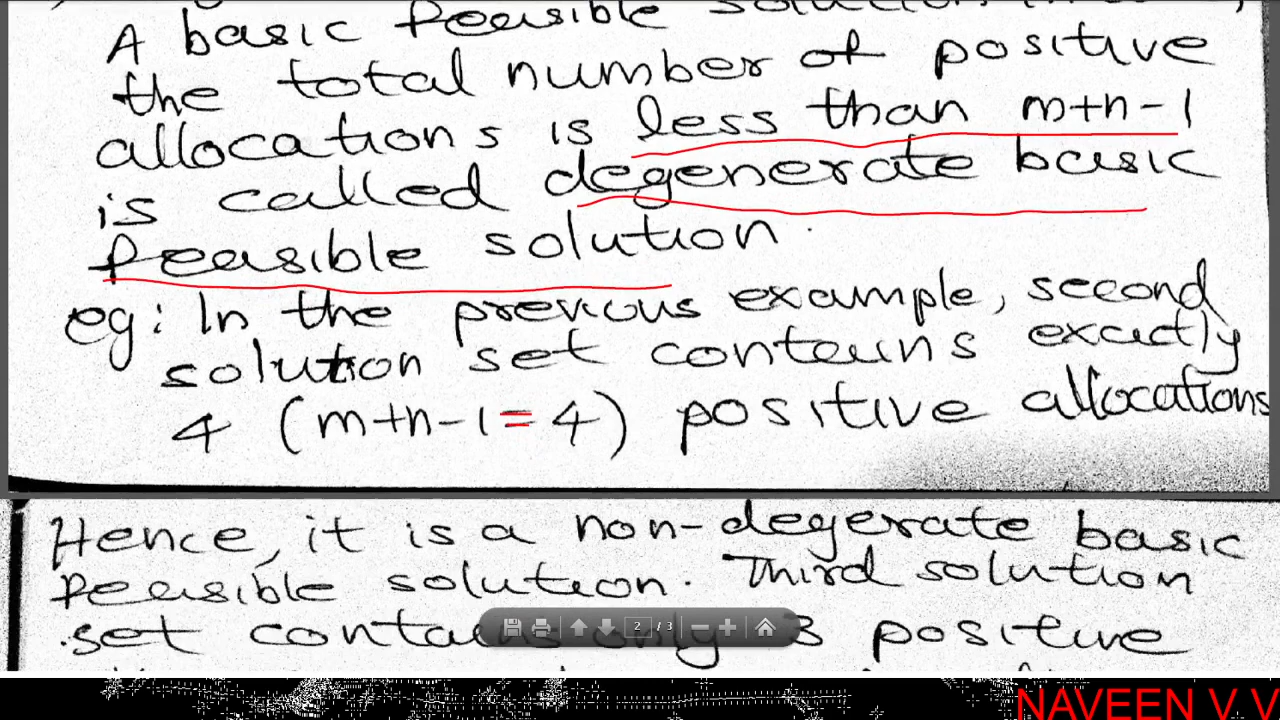 A basic feasible solution
the total number of positive
allocations is less than m+n-1
is called degenerate basic
feasible solution.
eg: In the previous example, second
solution set contains exactly
4 (m+n-1=4) positive allocations
Hence, it is a non-degerate basic
feasible solution. Third solution
set contains only 3 positive
2 / 3
NAVEEN V V